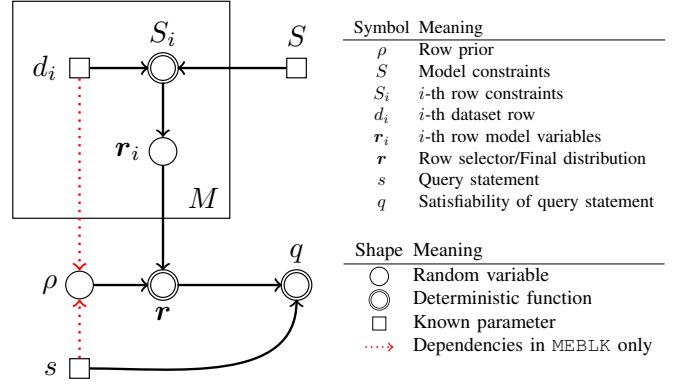 S_i
S
d_i
r_i
M
ρ
r
q
s
Symbol Meaning
ρ Row prior
S Model constraints
S_i i-th row constraints
d_i i-th dataset row
r_i i-th row model variables
r Row selector/Final distribution
s Query statement
q Satisfiability of query statement
Shape Meaning
Random variable
Deterministic function
Known parameter
Dependencies in MEBLK only